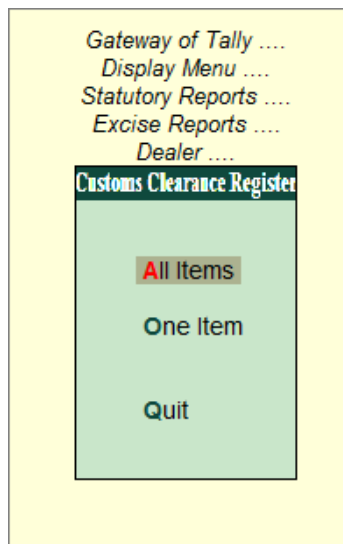 Gateway of Tally ....
Display Menu ....
Statutory Reports ....
Excise Reports ....
Dealer ....
Customs Clearance Register
All Items
One Item
Quit